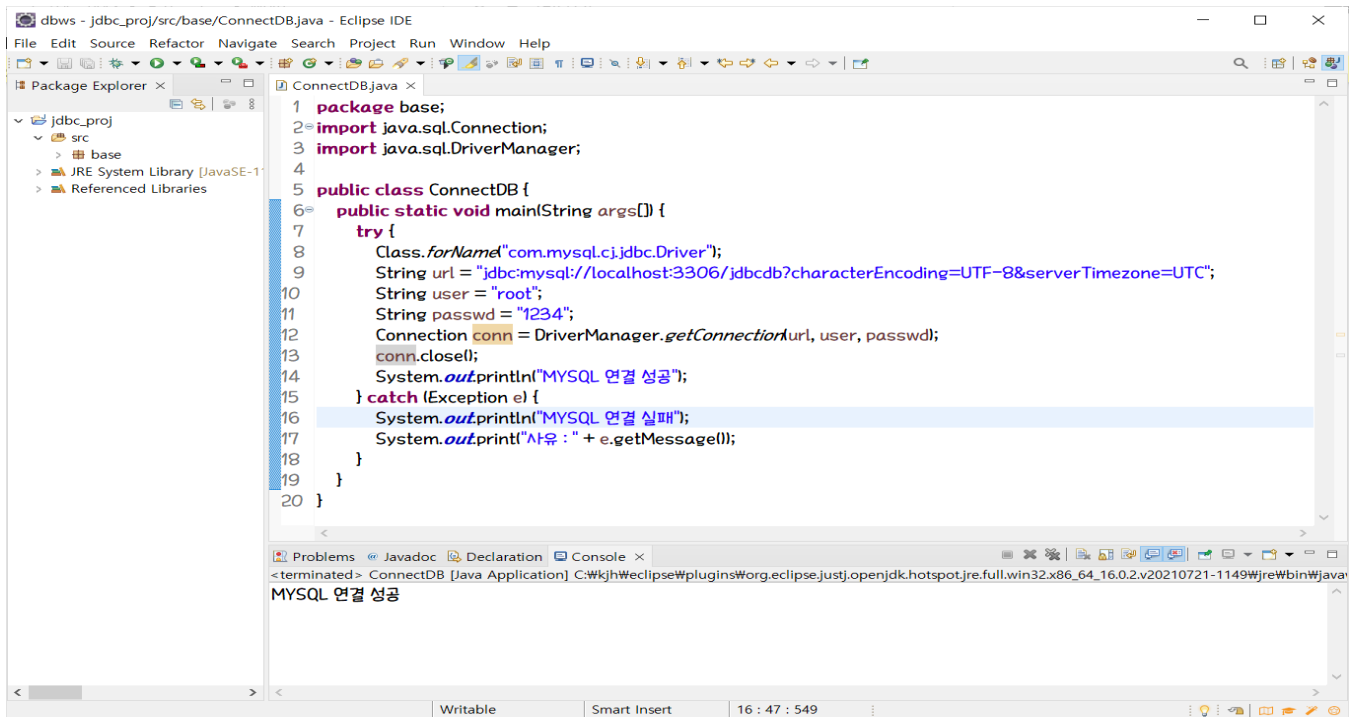 dbws - jdbc_proj/src/base/ConnectDB.java - Eclipse IDE
File Edit Source Refactor Navigate Search Project Run Window Help
Package Explorer
ConnectDB.java
jdbc_proj
src
base
JRE System Library [JavaSE-1
Referenced Libraries
1 package base;
2 import java.sql.Connection;
3 import java.sql.DriverManager;
4
5 public class ConnectDB {
6 public static void main(String args[]) {
7 try {
8 Class.forName("com.mysql.cj.jdbc.Driver");
9 String url = "jdbc:mysql://localhost:3306/jdbcdb?characterEncoding=UTF-8&serverTimezone=UTC";
10 String user = "root";
11 String passwd = "1234";
12 Connection conn = DriverManager.getConnection(url, user, passwd);
13 conn.close();
14 System.out.println("MYSQL 연결 성공");
15 } catch (Exception e) {
16 System.out.println("MYSQL 연결 실패");
17 System.out.print("사유 : " + e.getMessage());
18 }
19 }
20 }
Problems Javadoc Declaration Console
<terminated> ConnectDB [Java Application] C:₩kjh₩eclipse₩plugins₩org.eclipse.justj.openjdk.hotspot.jre.full.win32.x86_64_16.0.2.v20210721-1149₩jre₩bin₩javaw
MYSQL 연결 성공
Writable Smart Insert 16 : 47 : 549